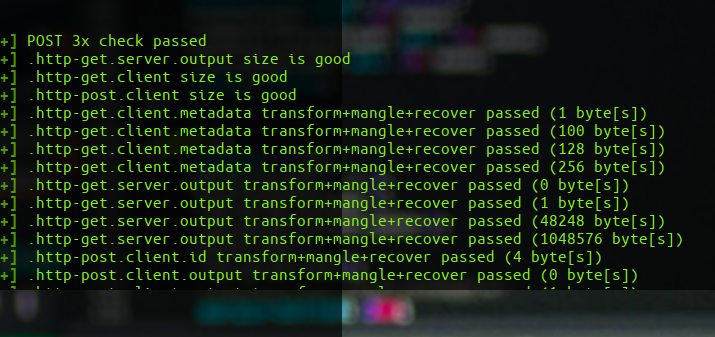 +] POST 3x check passed
+] .http-get.server.output size is good
+] .http-get.client size is good
+] .http-post.client size is good
+] .http-get.client.metadata transform+mangle+recover passed (1 byte[s])
+] .http-get.client.metadata transform+mangle+recover passed (100 byte[s])
+] .http-get.client.metadata transform+mangle+recover passed (128 byte[s])
+] .http-get.client.metadata transform+mangle+recover passed (256 byte[s])
+] .http-get.server.output transform+mangle+recover passed (0 byte[s])
+] .http-get.server.output transform+mangle+recover passed (1 byte[s])
+] .http-get.server.output transform+mangle+recover passed (48248 byte[s])
+] .http-get.server.output transform+mangle+recover passed (1048576 byte[s])
+] .http-post.client.id transform+mangle+recover passed (4 byte[s])
+] .http-post.client.output transform+mangle+recover passed (0 byte[s])